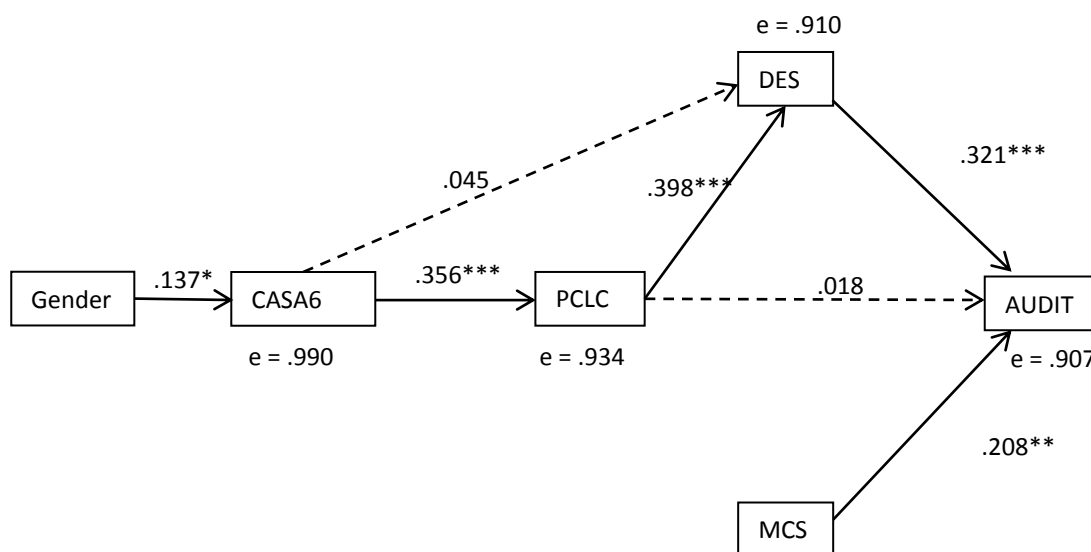 e = .910
DES
.321***
.045
.398***
Gender
.137*
CASA6
.356***
PCLC
.018
AUDIT
e = .990
e = .934
e = .907
.208**
MCS